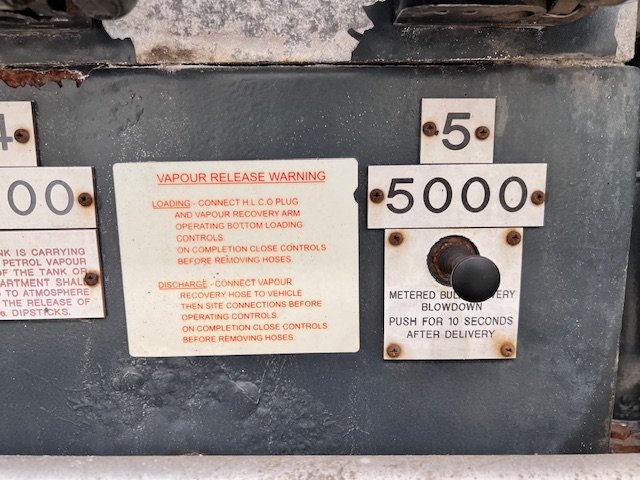 4
00
NK IS CARRYING
PETROL VAPOUR
OF THE TANK OR
ARTMENT SHALL
D TO ATMOSPHERE
THE RELEASE OF
& DIPSTICKS.
VAPOUR RELEASE WARNING
LOADING - CONNECT H.L.C.O PLUG
AND VAPOUR RECOVERY ARM
OPERATING BOTTOM LOADING
CONTROLS.
ON COMPLETION CLOSE CONTROLS
BEFORE REMOVING HOSES.
DISCHARGE - CONNECT VAPOUR
RECOVERY HOSE TO VEHICLE
THEN SITE CONNECTIONS BEFORE
OPERATING CONTROLS.
ON COMPLETION CLOSE CONTROLS
BEFORE REMOVING HOSES
5
5000
METERED BUL ERY
BLOWDOWN
PUSH FOR 10 SECONDS
AFTER DELIVERY